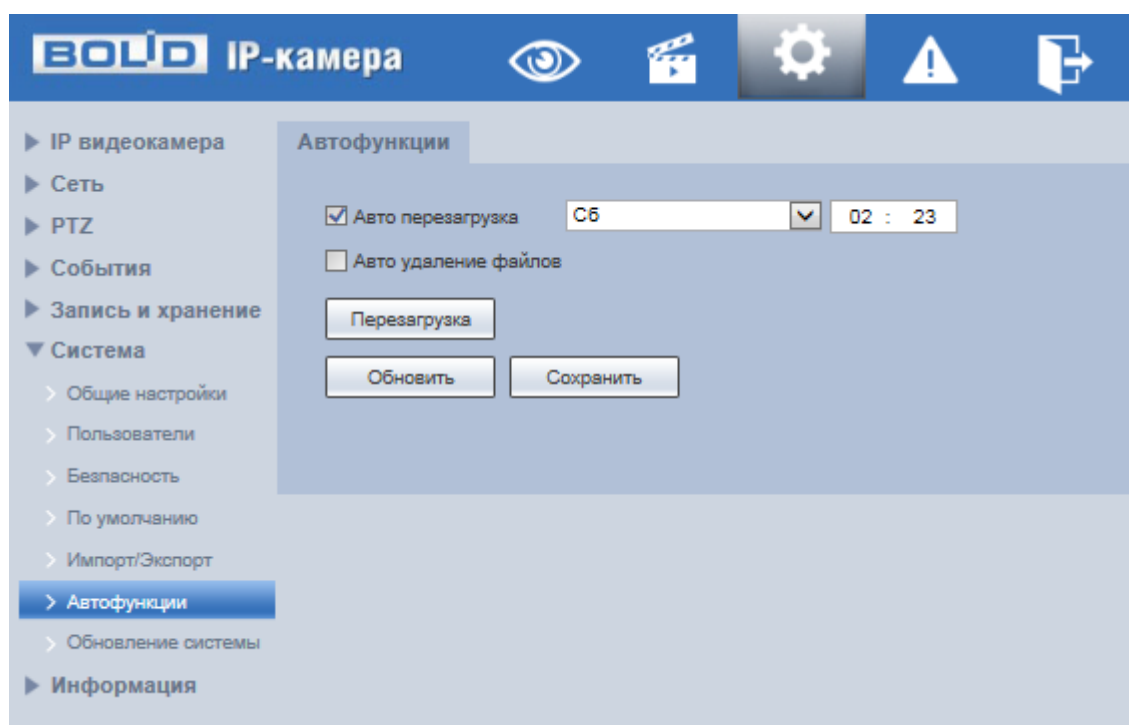 BOLID IP-камера
IP видеокамера
Сеть
PTZ
События
Запись и хранение
Система
Общие настройки
Пользователи
Безпасность
По умолчанию
Импорт/Экспорт
Автофункции
Обновление системы
Информация
Автофункции
Авто перезагрузка Сб 02 : 23
Авто удаление файлов
Перезагрузка
Обновить Сохранить